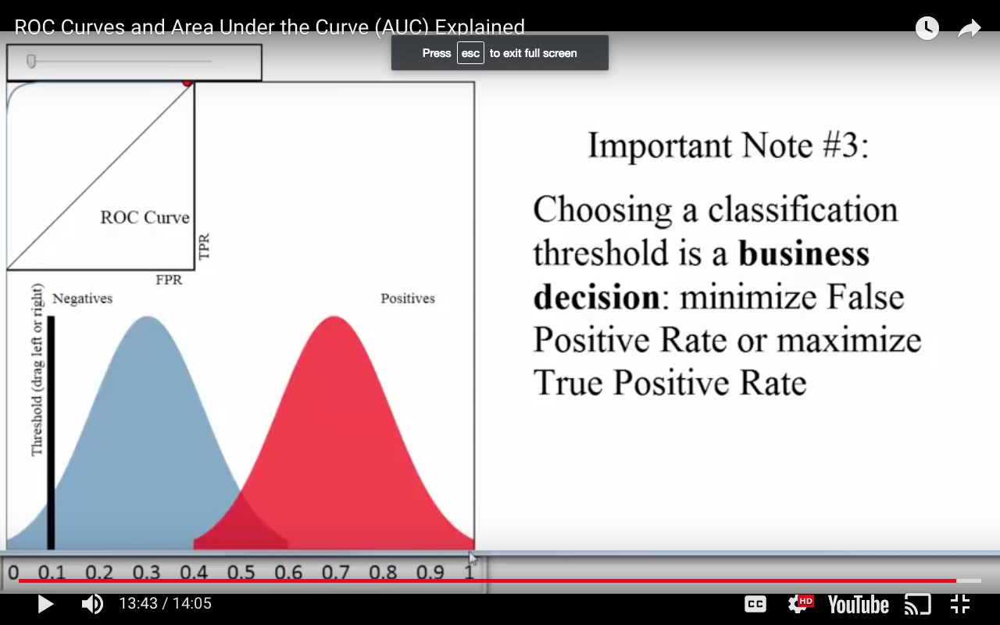 ROC Curves and Area Under the Curve (AUC) Explained
Press esc to exit full screen
Important Note #3:
Choosing a classification
threshold is a business
decision: minimize False
Positive Rate or maximize
True Positive Rate
ROC Curve
TPR
FPR
Threshold (drag left or right)
Negatives
Positives
0 0.1 0.2 0.3 0.4 0.5 0.6 0.7 0.8 0.9 1
13:43 / 14:05
CC
HD
YouTube